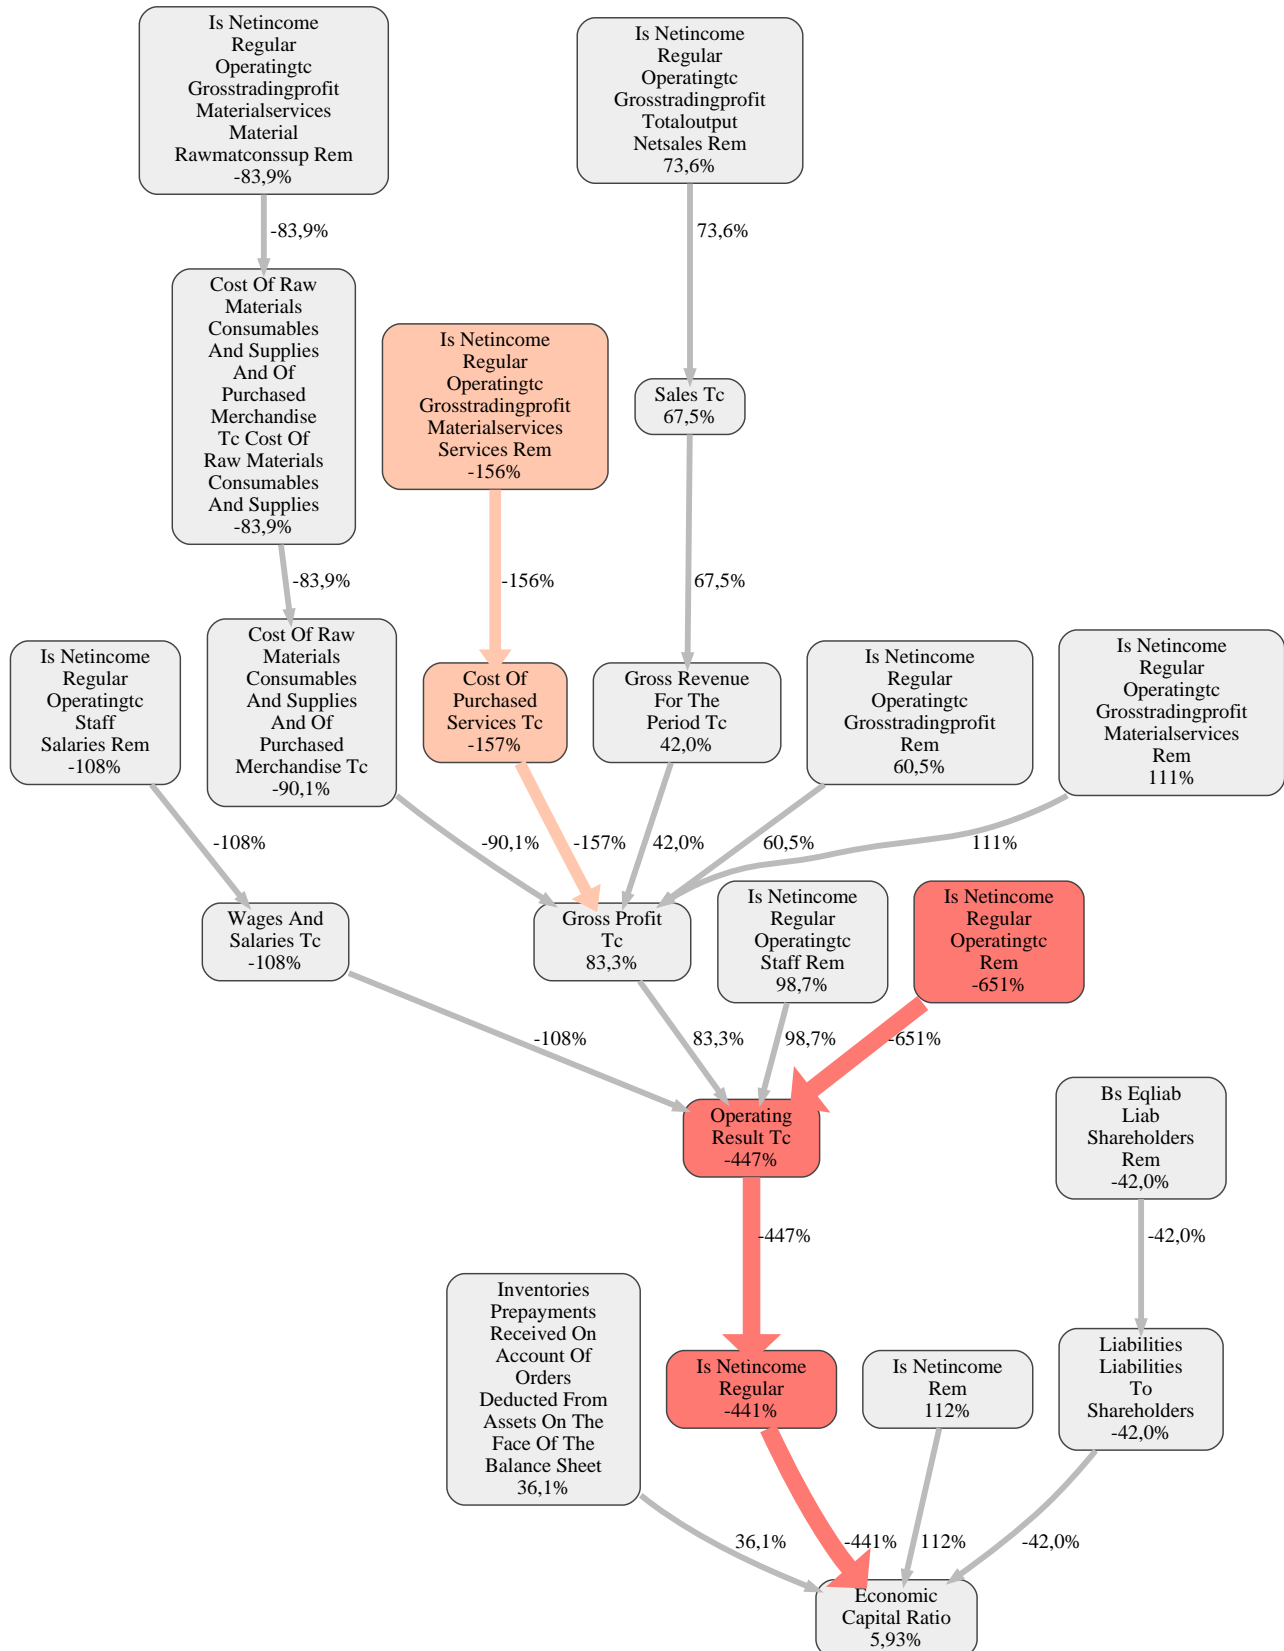 Is Netincome
Regular
Operatingtc
Grosstradingprofit
Materialservices
Material
Rawmatconssup Rem
-83,9%
Is Netincome
Regular
Operatingtc
Grosstradingprofit
Totaloutput
Netsales Rem
73,6%
-83,9%
73,6%
Cost Of Raw
Materials
Consumables
And Supplies
And Of
Purchased
Merchandise
Tc Cost Of
Raw Materials
Consumables
And Supplies
-83,9%
Is Netincome
Regular
Operatingtc
Grosstradingprofit
Materialservices
Services Rem
-156%
Sales Tc
67,5%
-83,9%
-156%
67,5%
Is Netincome
Regular
Operatingtc
Staff
Salaries Rem
-108%
Cost Of Raw
Materials
Consumables
And Supplies
And Of
Purchased
Merchandise Tc
-90,1%
Cost Of
Purchased
Services Tc
-157%
Gross Revenue
For The
Period Tc
42,0%
Is Netincome
Regular
Operatingtc
Grosstradingprofit
Rem
60,5%
Is Netincome
Regular
Operatingtc
Grosstradingprofit
Materialservices
Rem
111%
-108%
-90,1%
-157%
42,0%
60,5%
111%
Wages And
Salaries Tc
-108%
Gross Profit
Tc
83,3%
Is Netincome
Regular
Operatingtc
Staff Rem
98,7%
Is Netincome
Regular
Operatingtc
Rem
-651%
-108%
83,3%
98,7%
-651%
Operating
Result Tc
-447%
Bs Eqliab
Liab
Shareholders
Rem
-42,0%
-447%
-42,0%
Inventories
Prepayments
Received On
Account Of
Orders
Deducted From
Assets On The
Face Of The
Balance Sheet
36,1%
Is Netincome
Regular
-441%
Is Netincome
Rem
112%
Liabilities
Liabilities
To
Shareholders
-42,0%
36,1%
-441%
112%
-42,0%
Economic
Capital Ratio
5,93%